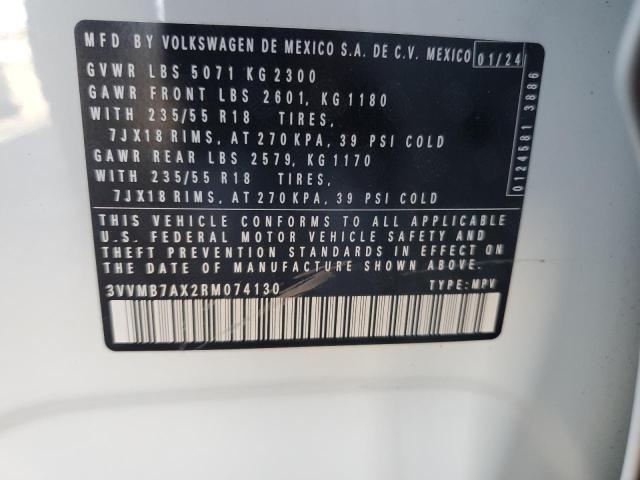 MFD BY VOLKSWAGEN DE MEXICO S.A. DE C.V. MEXICO 01/24
GVWR LBS 5071 KG 2300
GAWR FRONT LBS 2601, KG 1180
WITH 235/55 R18 TIRES,
7JX18 RIMS, AT 270 KPA, 39 PSI COLD
GAWR REAR LBS 2579, KG 1170
WITH 235/55 R18 TIRES,
7JX18 RIMS, AT 270 KPA, 39 PSI COLD
THIS VEHICLE CONFORMS TO ALL APPLICABLE
U.S. FEDERAL MOTOR VEHICLE SAFETY AND
THEFT PREVENTION STANDARDS IN EFFECT ON
THE DATE OF MANUFACTURE SHOWN ABOVE.
3VVMB7AX2RM074130 TYPE: MPV
0124581 3886